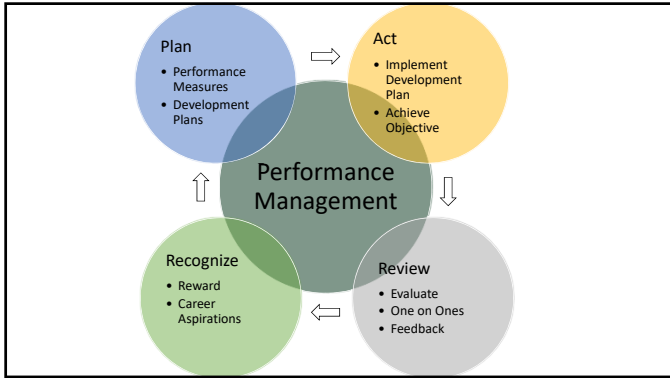 Plan
• Performance
Measures
• Development
Plans
Act
• Implement
Development
Plan
• Achieve
Objective
Performance
Management
Recognize
• Reward
• Career
Aspirations
Review
• Evaluate
• One on Ones
• Feedback